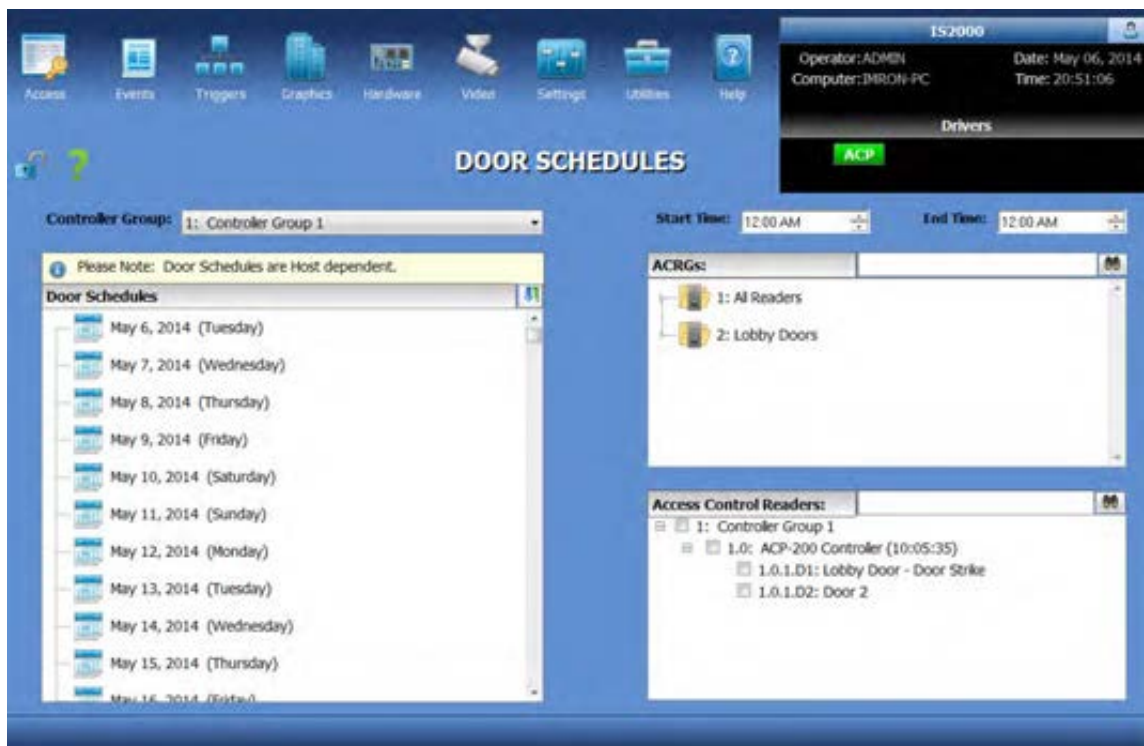 Access Events Triggers Graphics Hardware Video Settings Utilities Help
IS2000
Operator:ADMIN Date: May 06, 2014
Computer:IMRON-PC Time: 20:51:06
Drivers
ACP
DOOR SCHEDULES
Controller Group: 1: Controller Group 1
Start Time: 12:00 AM End Time: 12:00 AM
Please Note: Door Schedules are Host dependent.
Door Schedules
May 6, 2014 (Tuesday)
May 7, 2014 (Wednesday)
May 8, 2014 (Thursday)
May 9, 2014 (Friday)
May 10, 2014 (Saturday)
May 11, 2014 (Sunday)
May 12, 2014 (Monday)
May 13, 2014 (Tuesday)
May 14, 2014 (Wednesday)
May 15, 2014 (Thursday)
May 16, 2014 (Friday)
ACRGs:
1: All Readers
2: Lobby Doors
Access Control Readers:
1: Controller Group 1
1.0: ACP-200 Controller (10:05:35)
1.0.1.D1: Lobby Door - Door Strike
1.0.1.D2: Door 2